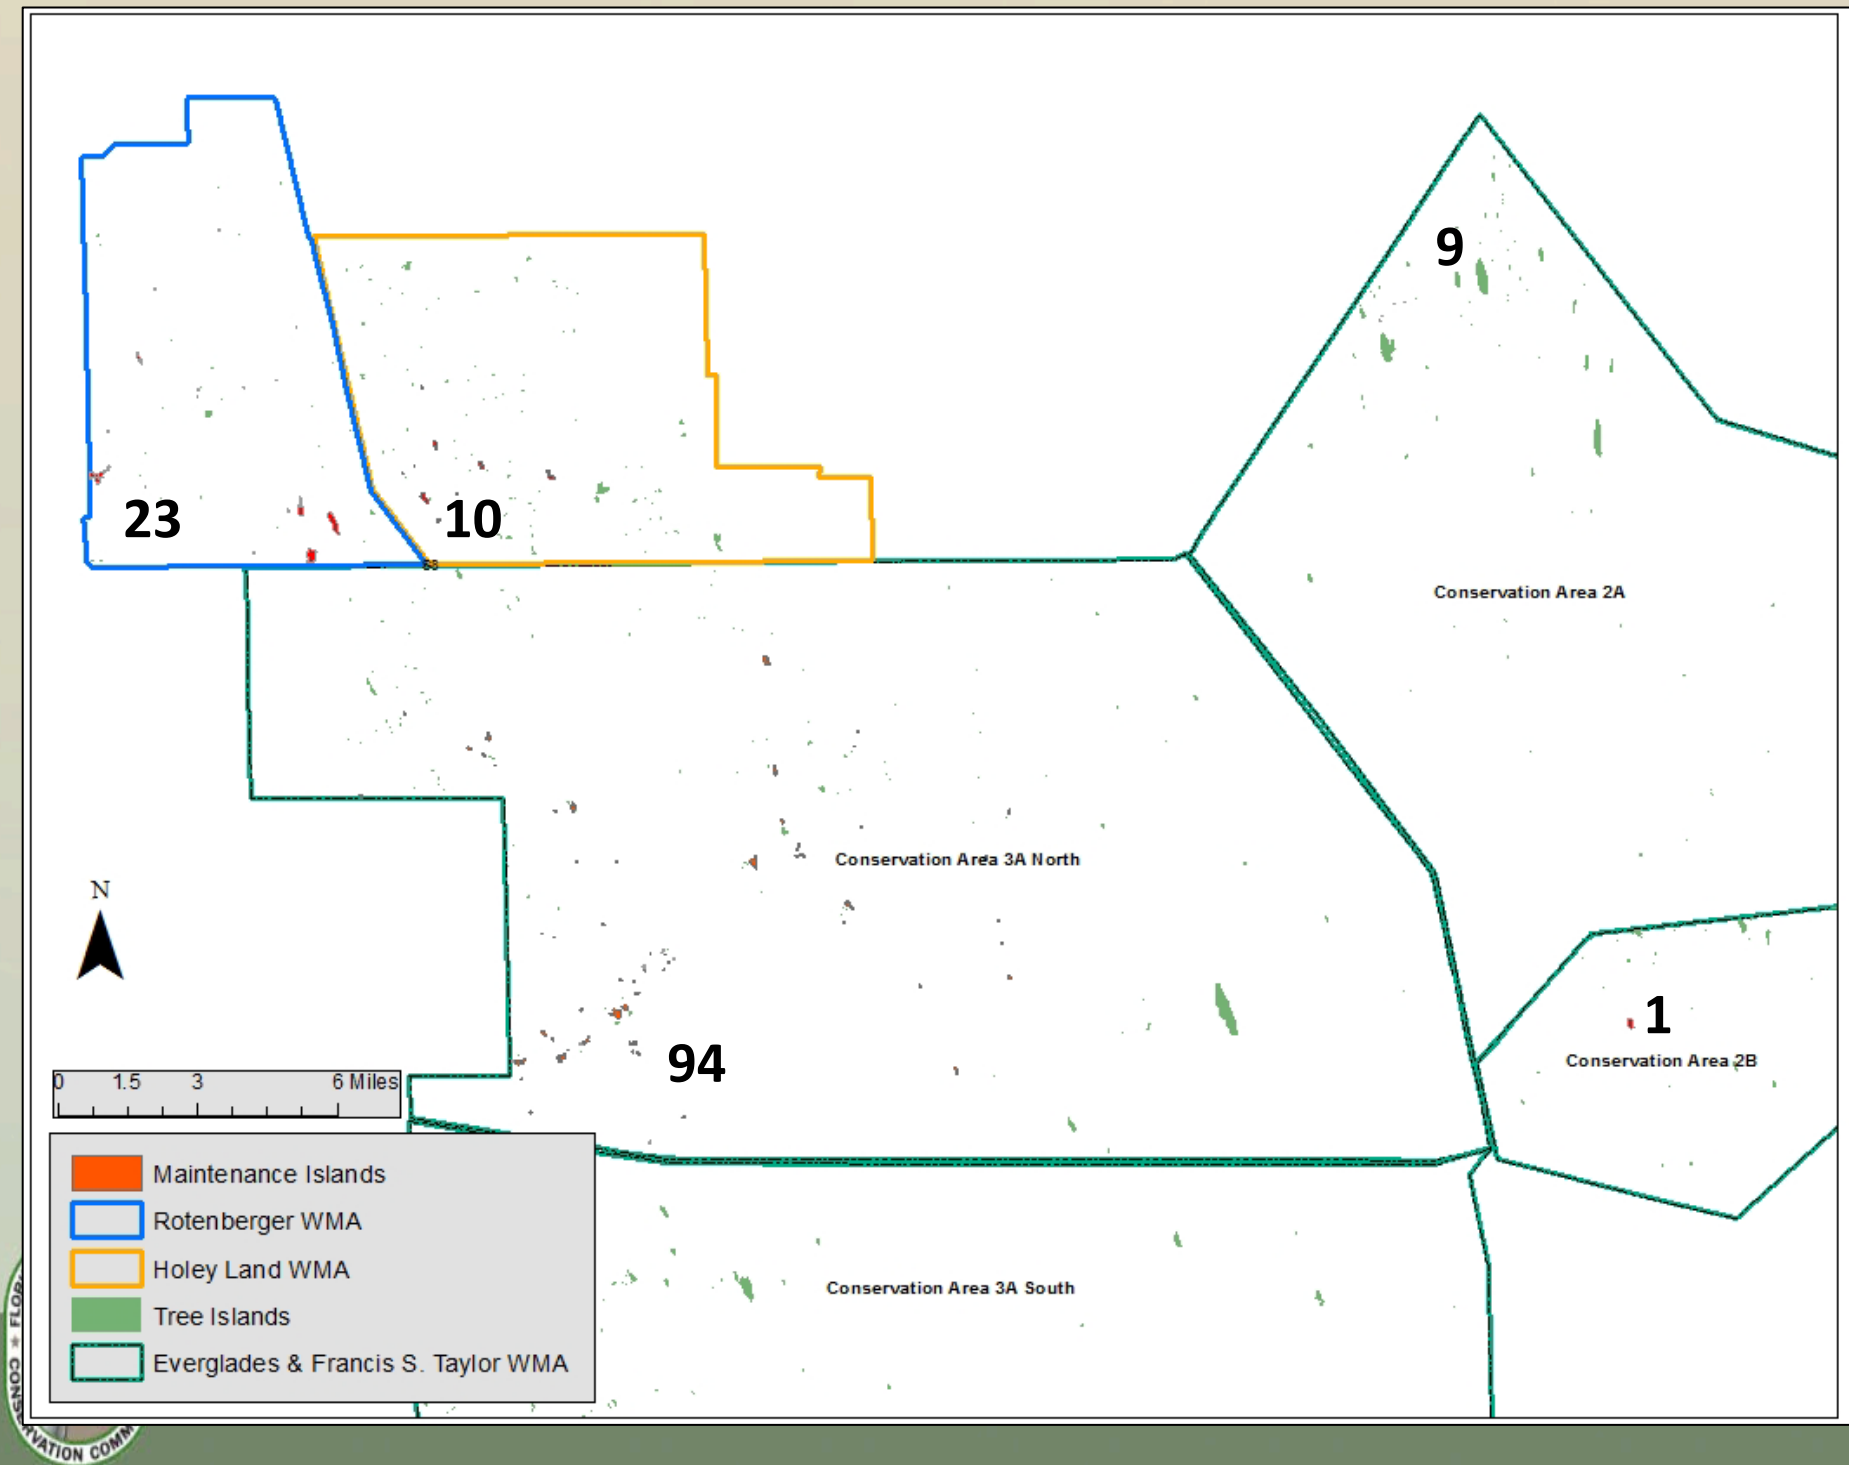 9
23
10
Conservation Area 2A
Conservation Area 3A North
N
1
94
Conservation Area 2B
0 1.5 3 6 Miles
Maintenance Islands
Rotenberger WMA
Holey Land WMA
Tree Islands
Everglades & Francis S. Taylor WMA
Conservation Area 3A South